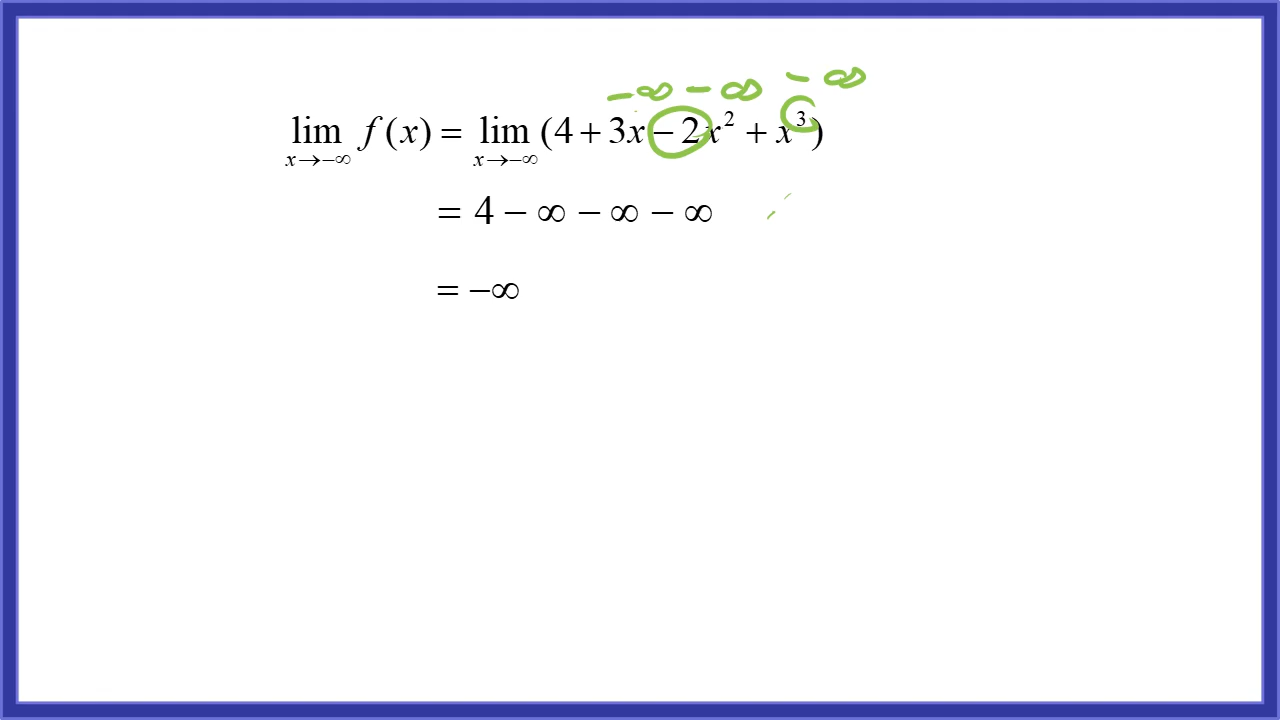 -∞ -∞ -∞
lim x→-∞ f(x) = lim x→-∞ (4 + 3x - 2x² + x³)
= 4 - ∞ - ∞ - ∞
= -∞